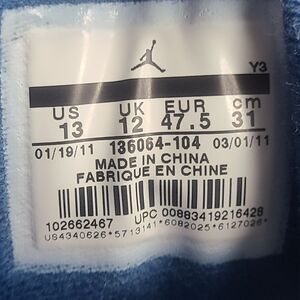 Y3
US UK EUR cm
13 12 47.5 31
01/19/11 136064-104 03/01/11
MADE IN CHINA
FABRIQUE EN CHINE
102662467 UPC 00883419216428
US4340626*5713141*6082025*6127026*